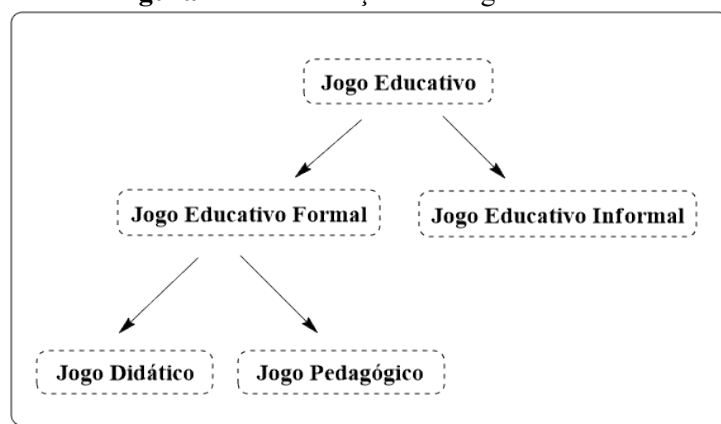 Jogo Educativo
Jogo Educativo Formal
Jogo Educativo Informal
Jogo Didático
Jogo Pedagógico